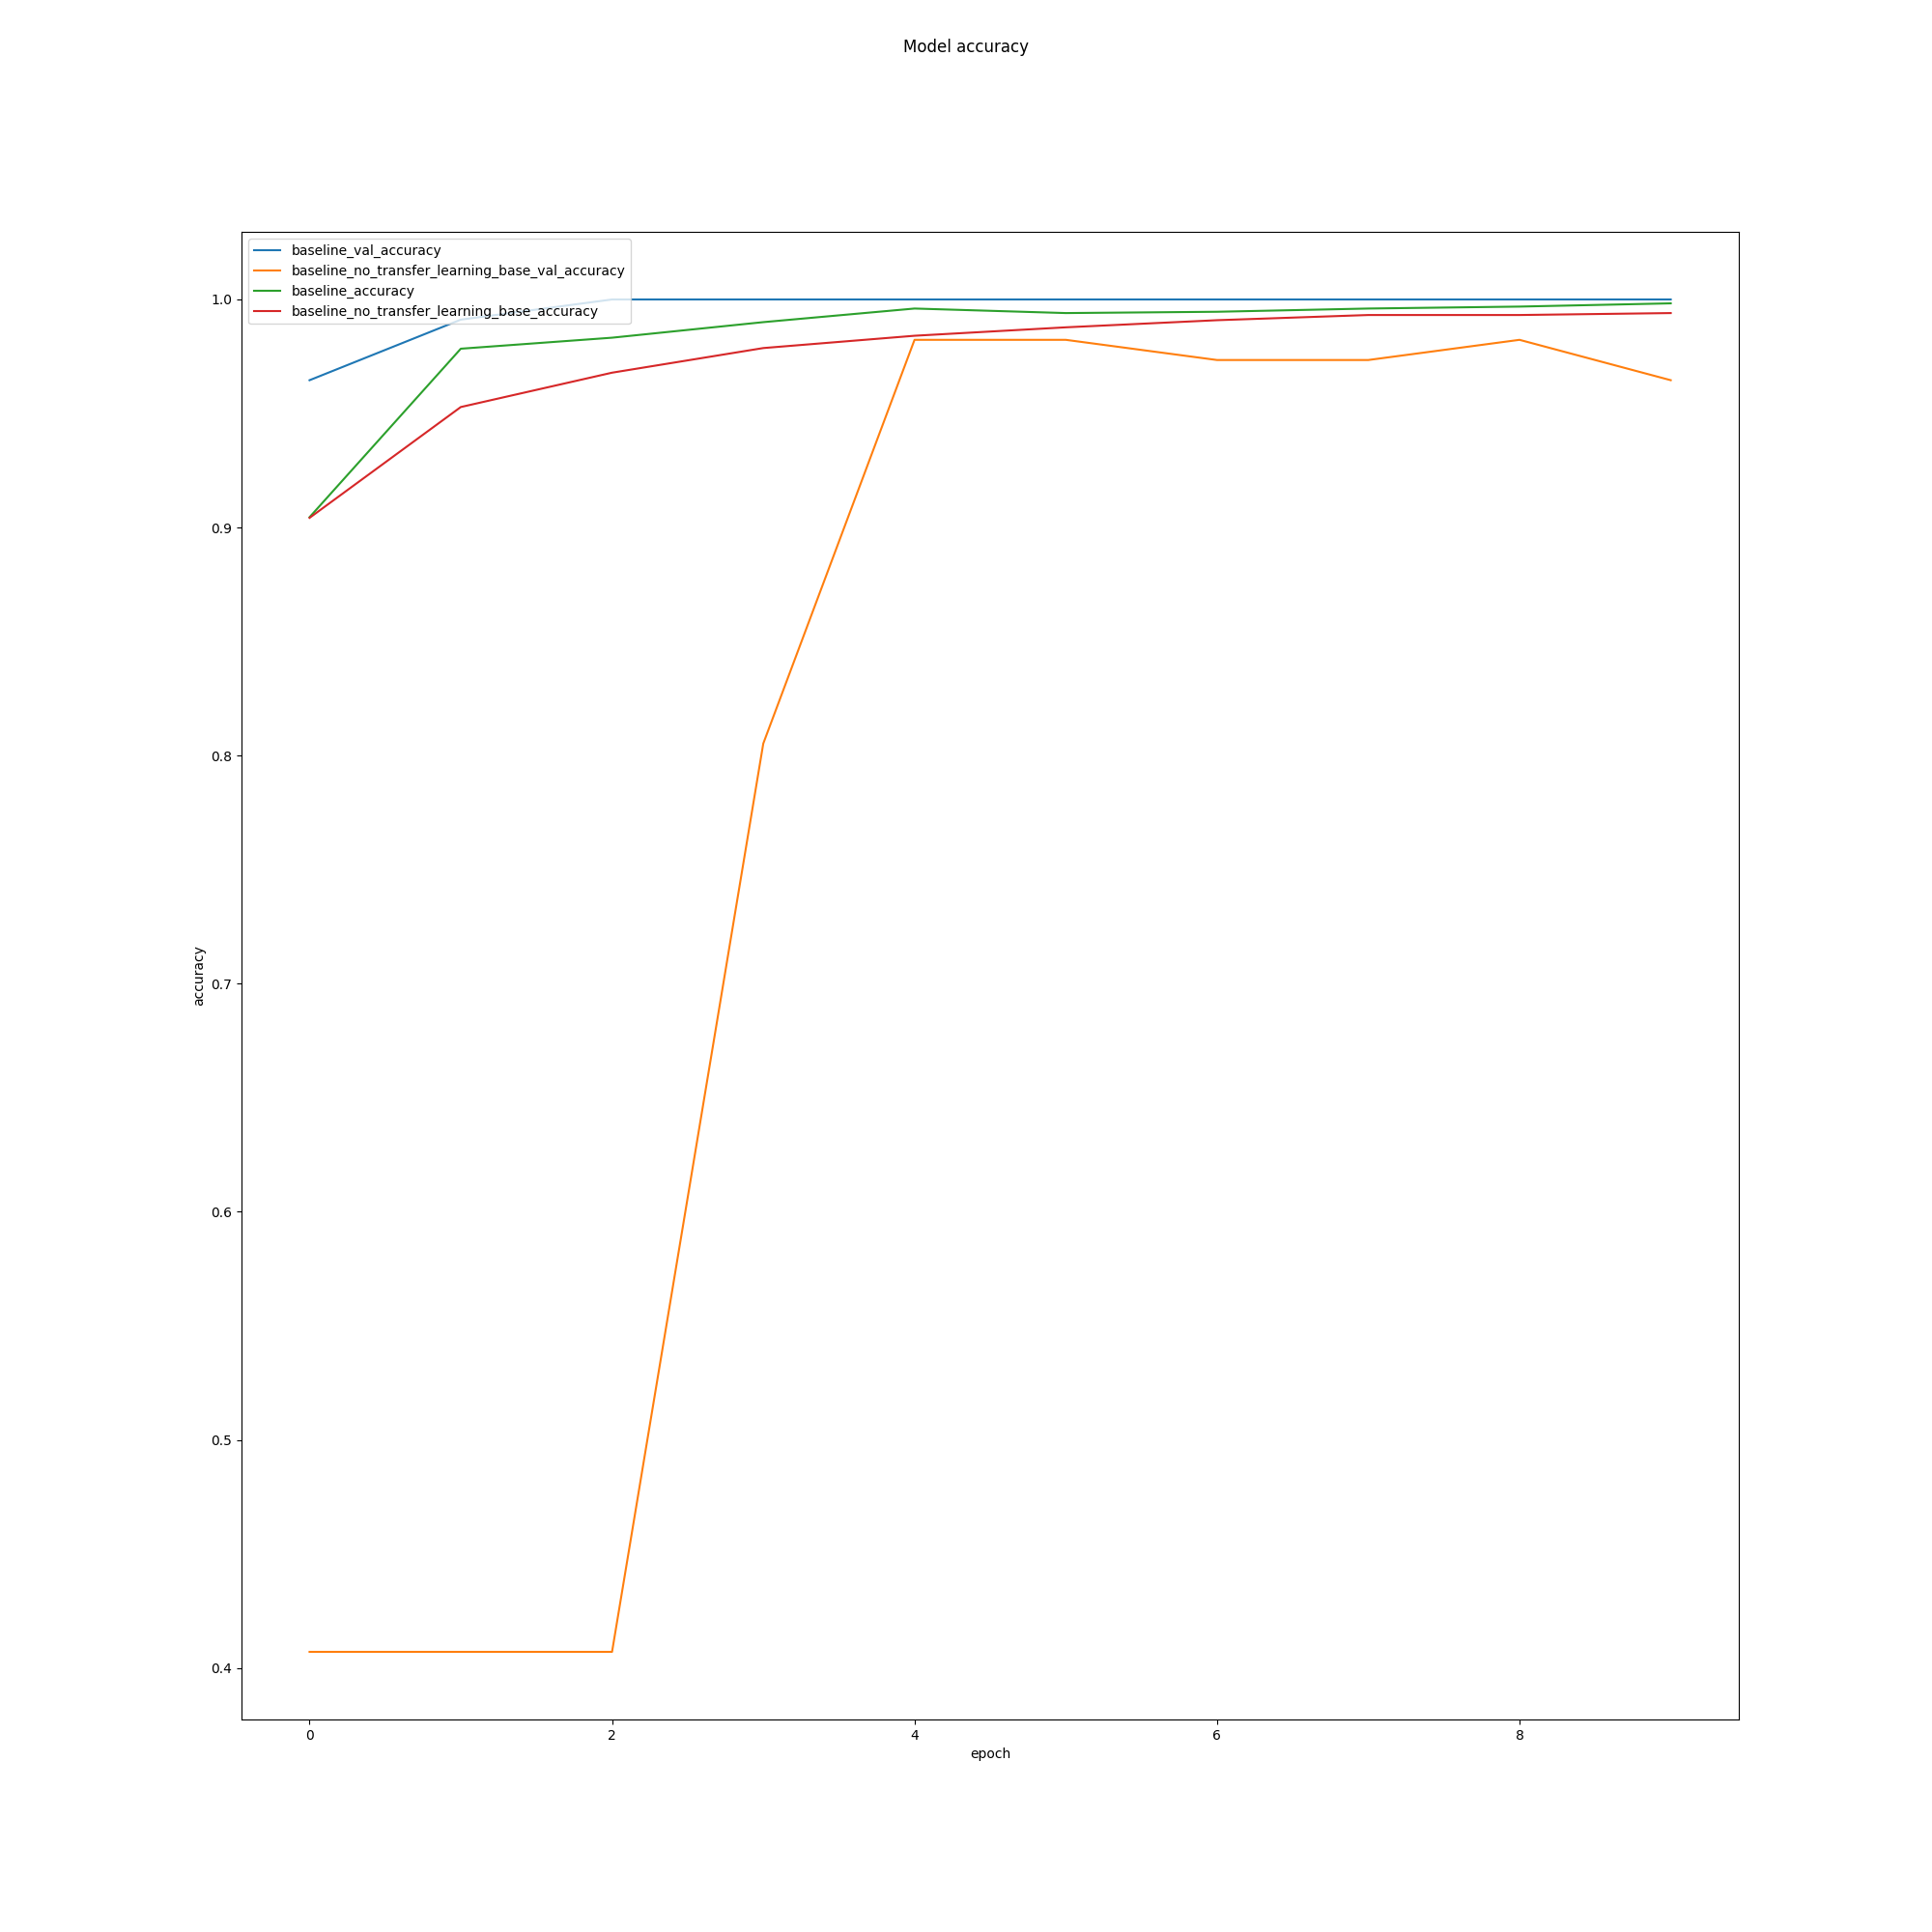 Model accuracy
baseline_val_accuracy
baseline_no_transfer_learning_base_val_accuracy
baseline_accuracy
baseline_no_transfer_learning_base_accuracy
1.0
0.9
0.8
0.7
0.6
0.5
0.4
accuracy
0 2 4 6 8
epoch